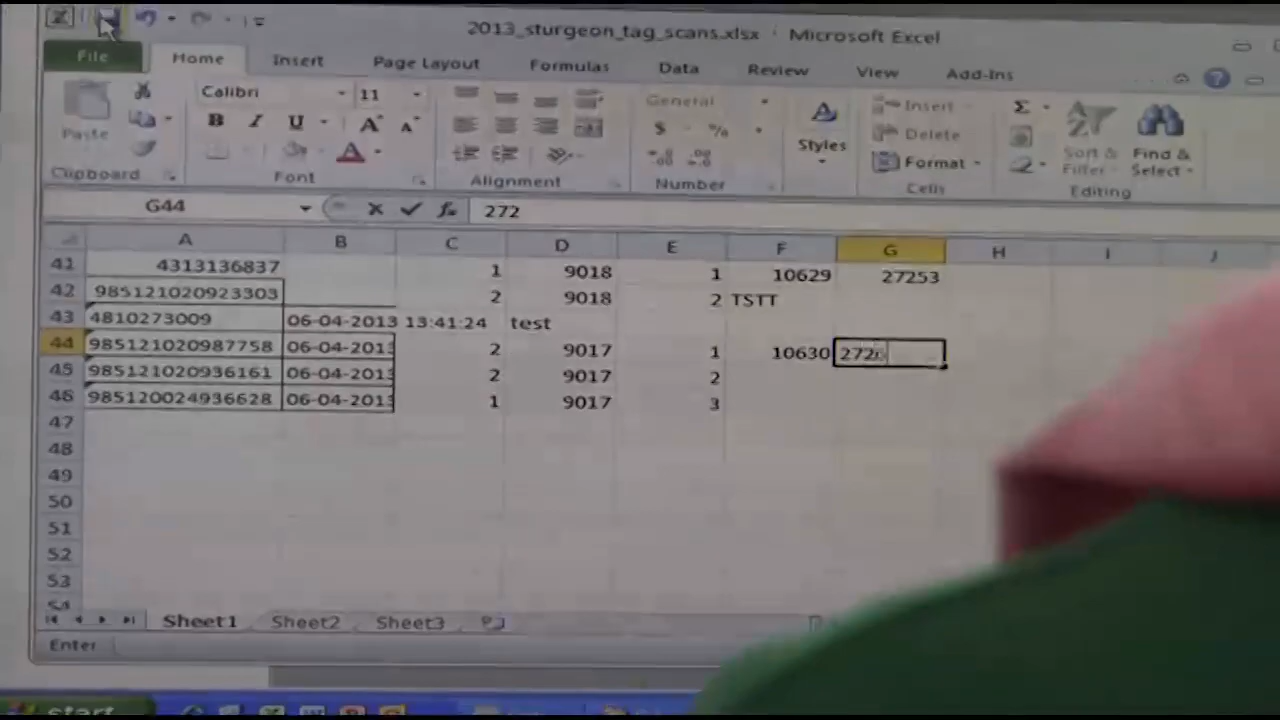 2013_sturgeon_tag_scans.xlsx - Microsoft Excel
File Home Insert Page Layout Formulas Data Review View Add-Ins
Calibri 11 General Insert
Paste B I U A A $ % Styles Delete Sort & Filter Find & Select
Format
Clipboard Font Alignment Number Cells Editing
G44 fx 272
A B C D E F G H I J
41 4313136837 1 9018 1 10629 27253
42 985121020923303 2 9018 2 TSTT
43 4810273009 06-04-2013 13:41:24 test
44 985121020987758 06-04-2013 2 9017 1 10630 272
45 985121020936161 06-04-2013 2 9017 2
46 985120024936628 06-04-2013 1 9017 3
47
48
49
50
51
52
53
54
Sheet1 Sheet2 Sheet3
Enter
start